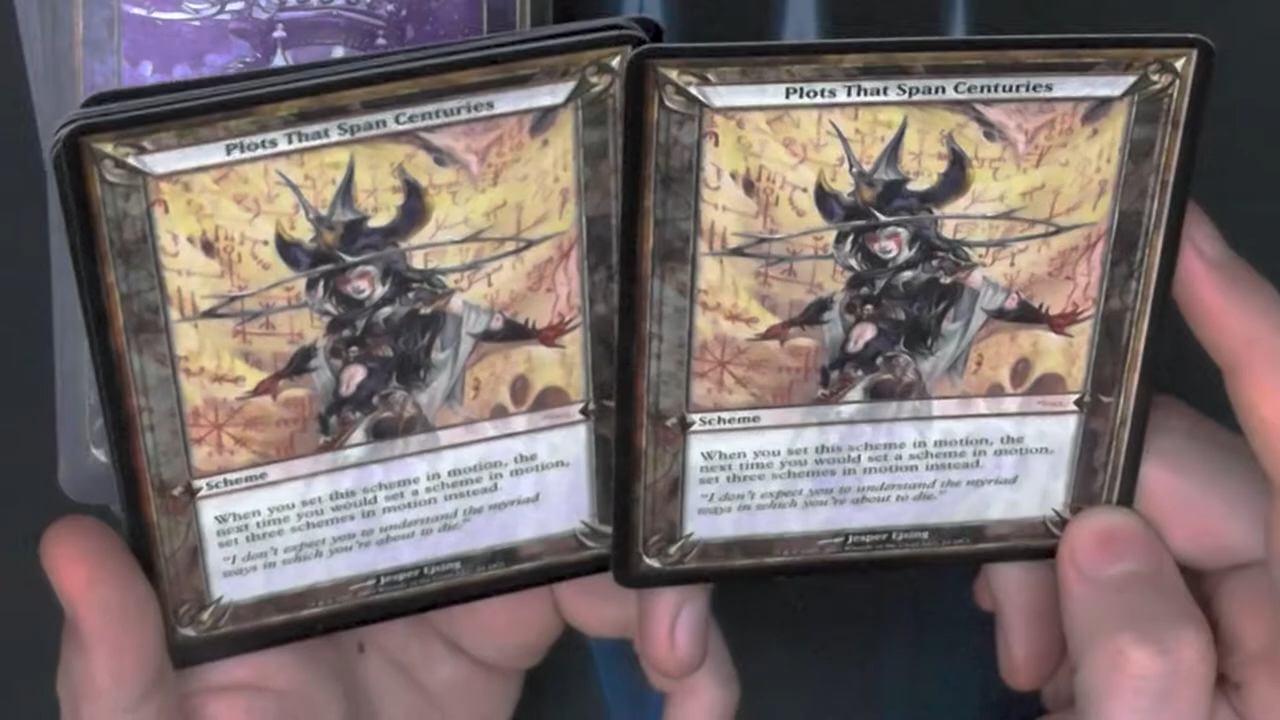 Plots That Span Centuries
Scheme
When you set this scheme in motion, the
next time you would set a scheme in motion,
set three schemes in motion instead.
"I don't expect you to understand the myriad
ways in which you're about to die."
Jesper Ejsing
Plots That Span Centuries
Scheme
When you set this scheme in motion, the
next time you would set a scheme in motion,
set three schemes in motion instead.
"I don't expect you to understand the myriad
ways in which you're about to die."
Jesper Ejsing